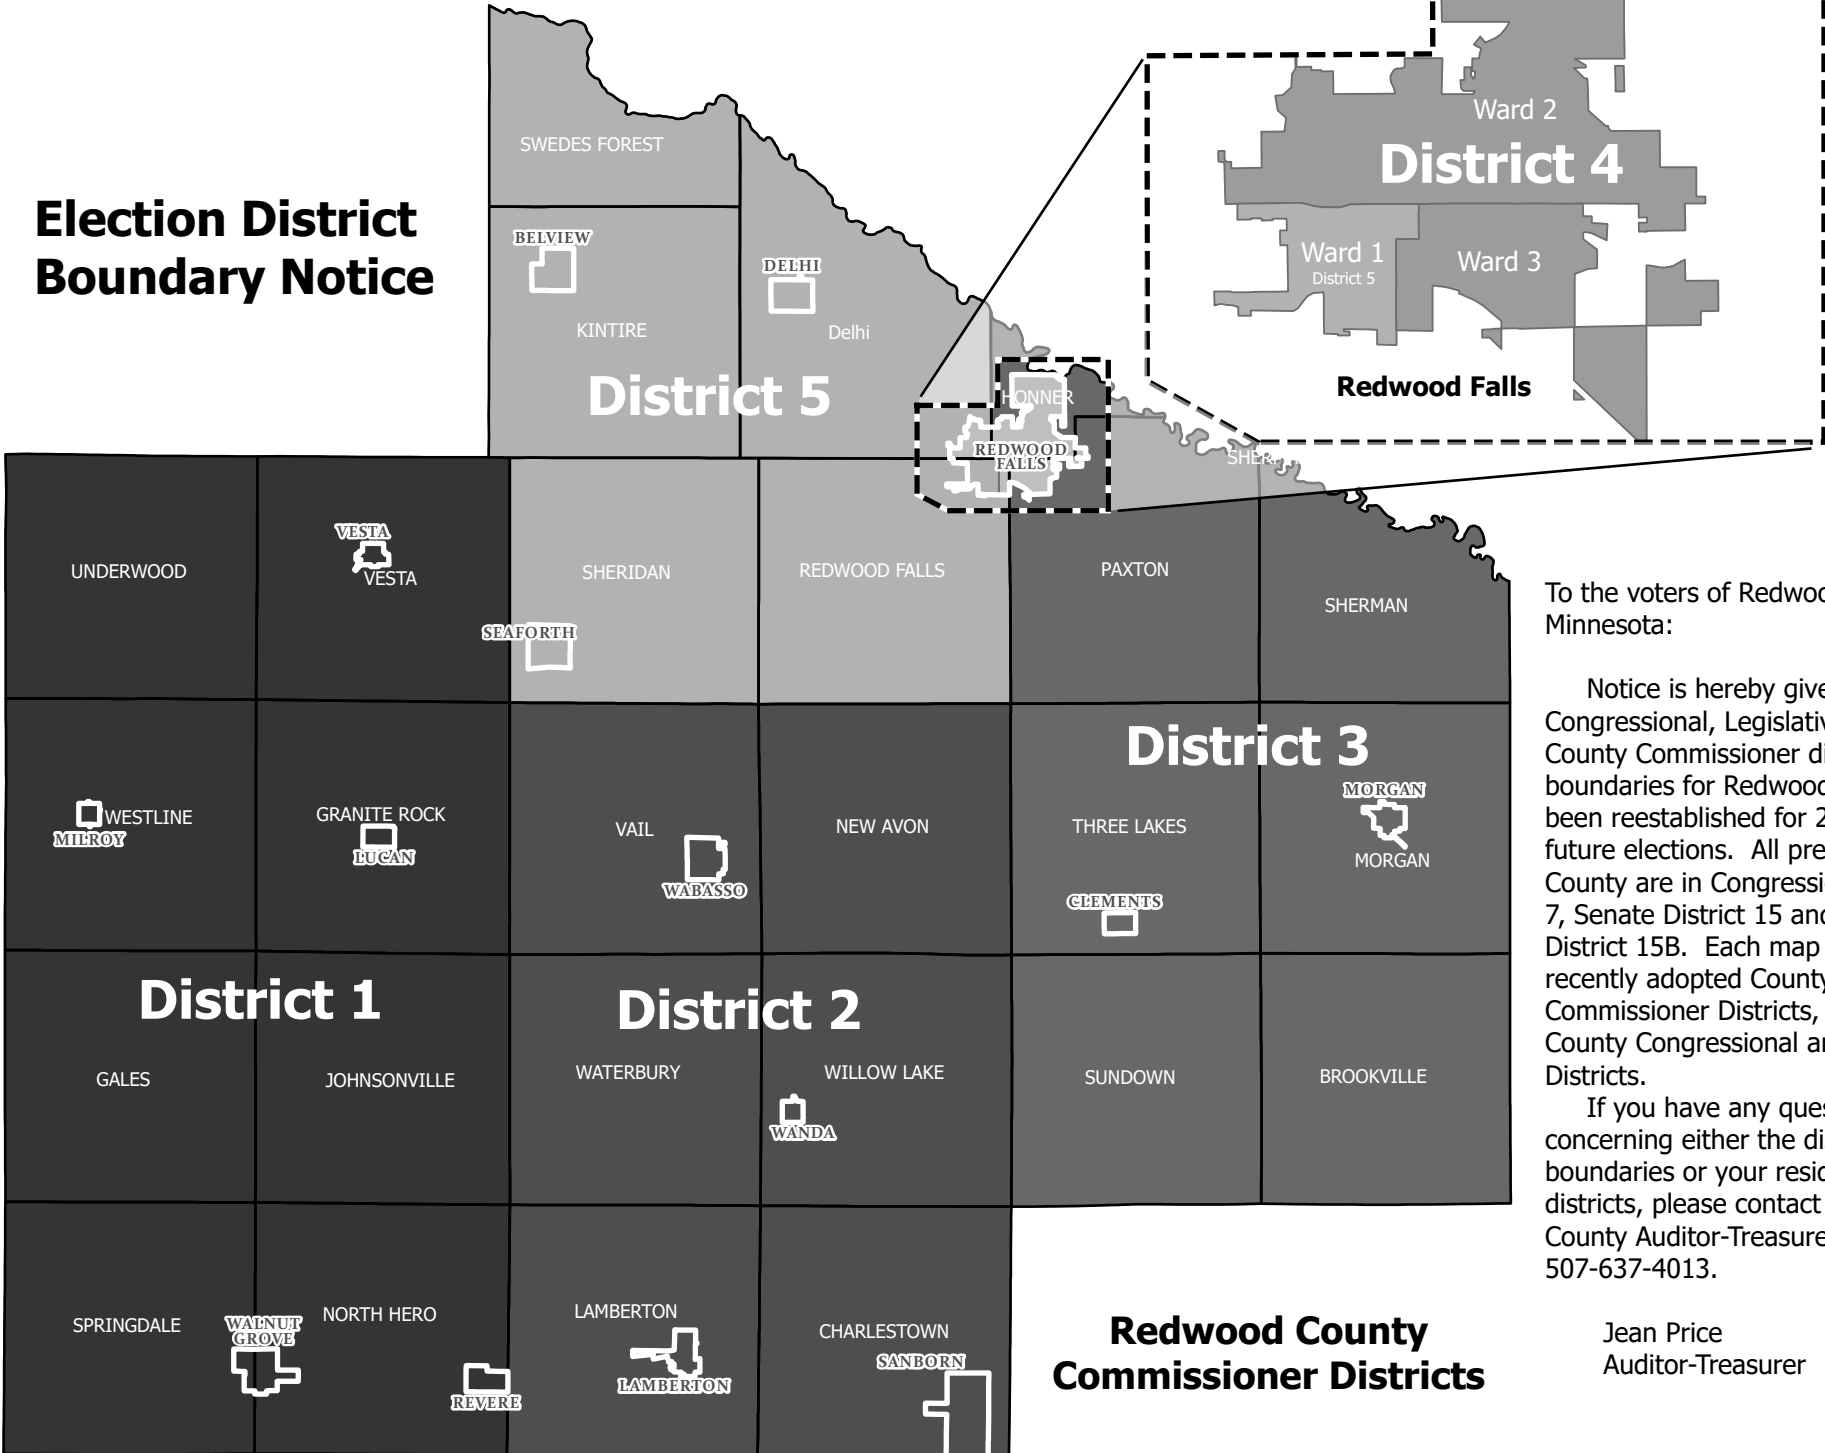 Election District
Boundary Notice
SWEDES FOREST
BELVIEW
DELHI
KINTIRE
Delhi
District 5
HONNER
REDWOOD
FALLS
Ward 2
District 4
Ward 1
District 5
Ward 3
Redwood Falls
UNDERWOOD
VESTA
VESTA
SHERIDAN
SEAFORTH
REDWOOD FALLS
PAXTON
SHERMAN
WESTLINE
MILROY
GRANITE ROCK
LUCAN
VAIL
WABASSO
NEW AVON
District 3
THREE LAKES
CLEMENTS
MORGAN
MORGAN
District 1
District 2
GALES
JOHNSONVILLE
WATERBURY
WILLOW LAKE
WANDA
SUNDOWN
BROOKVILLE
SPRINGDALE
WALNUT
GROVE
NORTH HERO
REVERE
LAMBERTON
LAMBERTON
CHARLESTOWN
SANBORN
Redwood County
Commissioner Districts
To the voters of Redwoo
Minnesota:
Notice is hereby give
Congressional, Legislativ
County Commissioner di
boundaries for Redwood
been reestablished for 2
future elections. All pre
County are in Congressi
7, Senate District 15 and
District 15B. Each map
recently adopted County
Commissioner Districts,
County Congressional a
Districts.
If you have any ques
concerning either the di
boundaries or your resid
districts, please contact
County Auditor-Treasure
507-637-4013.
Jean Price
Auditor-Treasurer